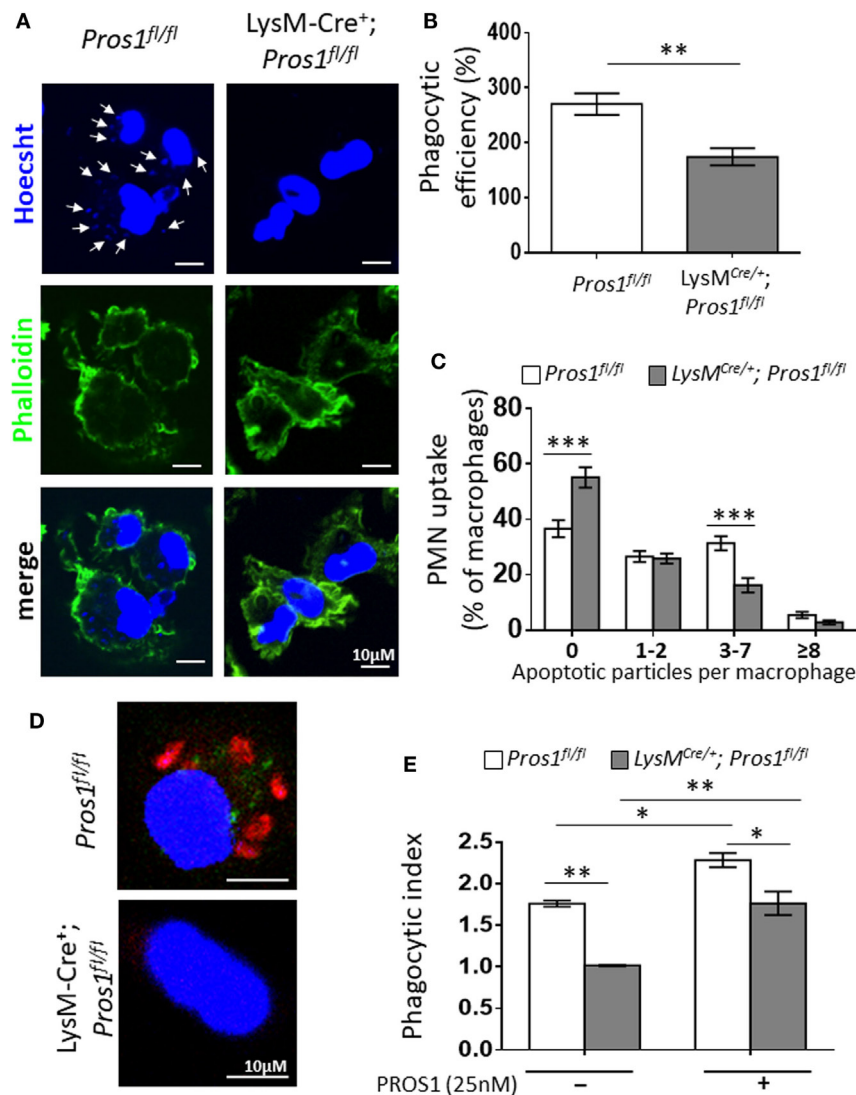 A
Pros1fl/fl
LysM-Cre+;
Pros1fl/fl
Hoecsht
Phalloidin
merge
10μM
B
Phagocytic
efficiency (%)
400
300
200
100
0
**
Pros1fl/fl
LysMCre/+;
Pros1fl/fl
C
Pros1fl/fl
LysMCre/+; Pros1fl/fl
PMN uptake
(% of macrophages)
80
60
40
20
0
***
***
0 1-2 3-7 ≥8
Apoptotic particles per macrophage
D
Pros1fl/fl
LysM-Cre+;
Pros1fl/fl
10μM
E
Pros1fl/fl
LysMCre/+; Pros1fl/fl
Phagocytic index
2.5
2.0
1.5
1.0
0.5
0.0
**
*
**
*
PROS1 (25nM) – +